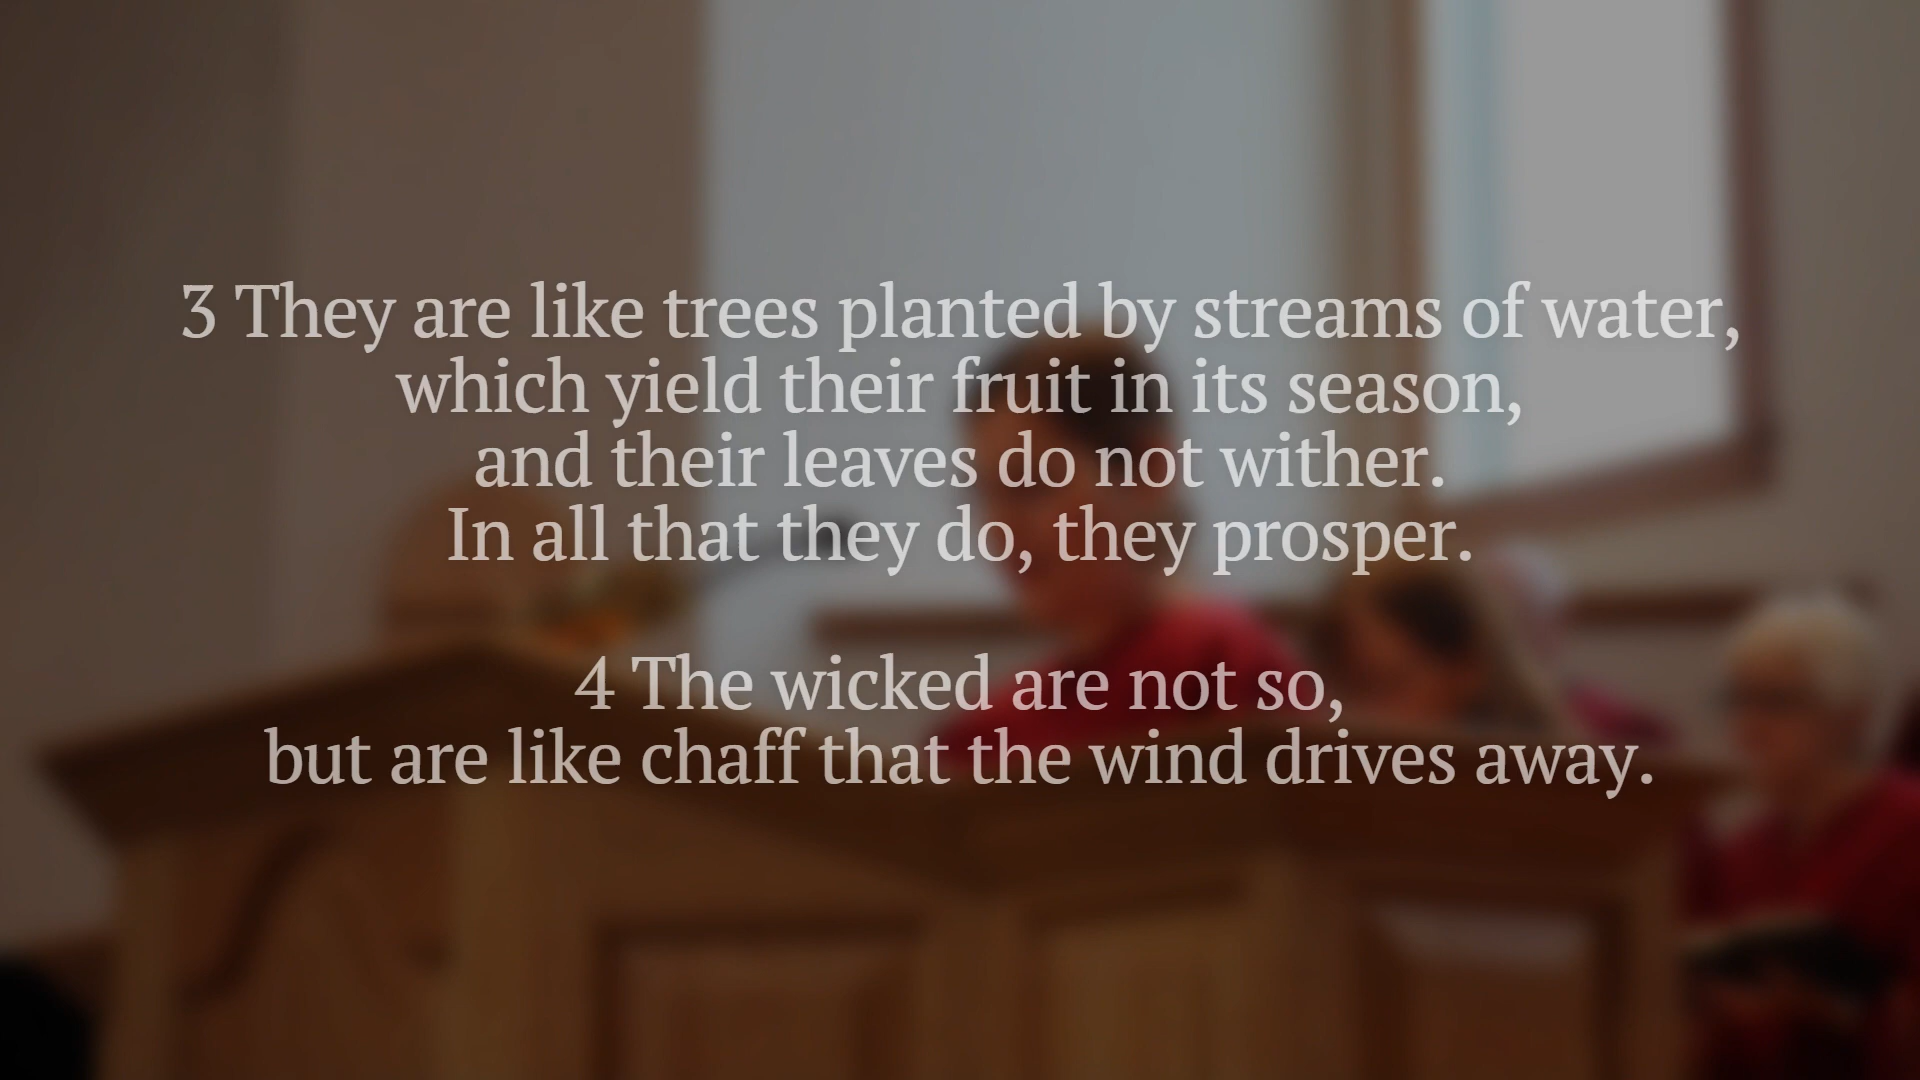 3 They are like trees planted by streams of water,
which yield their fruit in its season,
and their leaves do not wither.
In all that they do, they prosper.
4 The wicked are not so,
but are like chaff that the wind drives away.